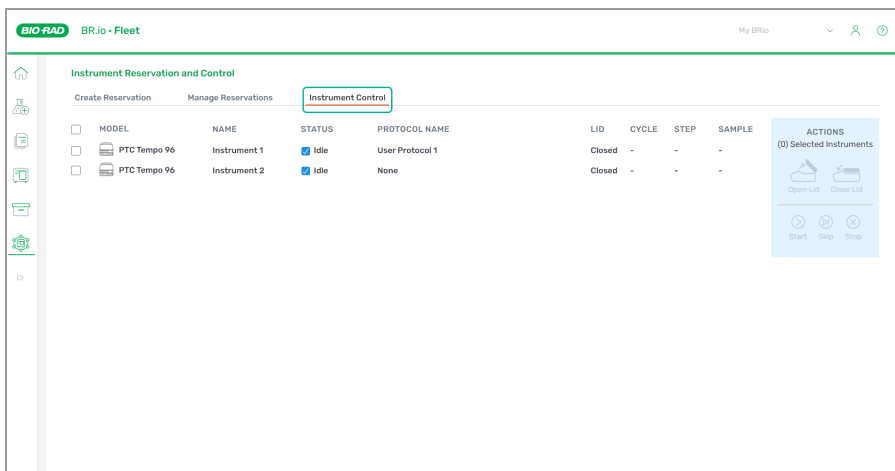 BIO-RAD BR.io • Fleet My BRio
Instrument Reservation and Control
Create Reservation Manage Reservations Instrument Control
MODEL NAME STATUS PROTOCOL NAME LID CYCLE STEP SAMPLE
PTC Tempo 96 Instrument 1 Idle User Protocol 1 Closed - - -
PTC Tempo 96 Instrument 2 Idle None Closed - - -
ACTIONS
(0) Selected Instruments
Open Lid Close Lid
Start Skip Stop